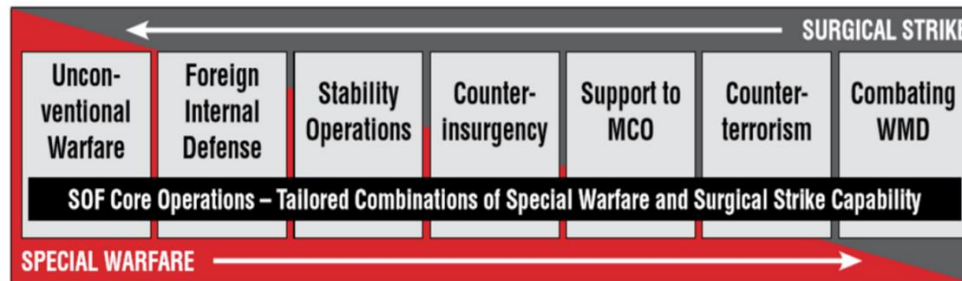 SURGICAL STRIKE
Uncon-
ventional
Warfare
Foreign
Internal
Defense
Stability
Operations
Counter-
insurgency
Support to
MCO
Counter-
terrorism
Combating
WMD
SOF Core Operations – Tailored Combinations of Special Warfare and Surgical Strike Capability
SPECIAL WARFARE